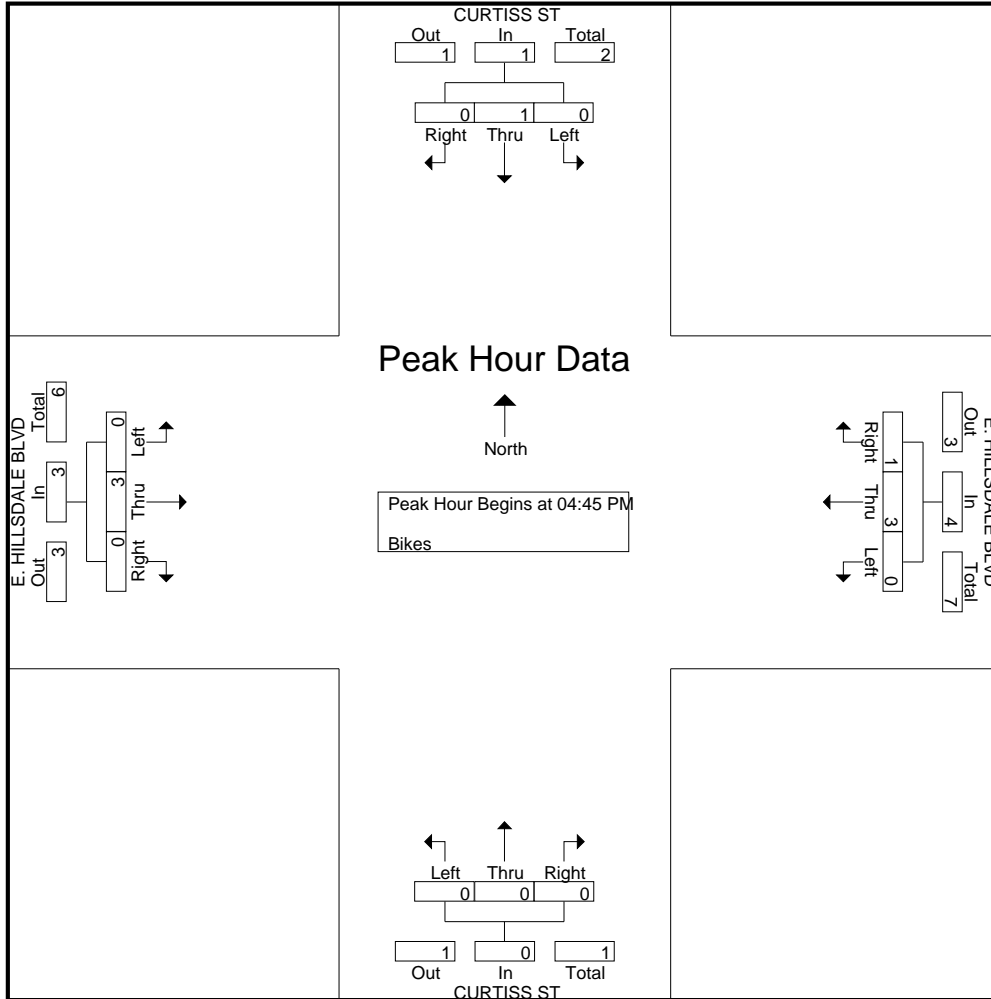 CURTISS ST
Out In Total
1 1 2
0 1 0
Right Thru Left
Peak Hour Data
North
Peak Hour Begins at 04:45 PM
Bikes
E. HILLSDALE BLVD
Total In Out
6 3 3
0 3 0
Left Thru Right
E. HILLSDALE BLVD
Out In Total
3 4 7
1 3 0
Right Thru Left
Left Thru Right
0 0 0
1 0 1
Out In Total
CURTISS ST